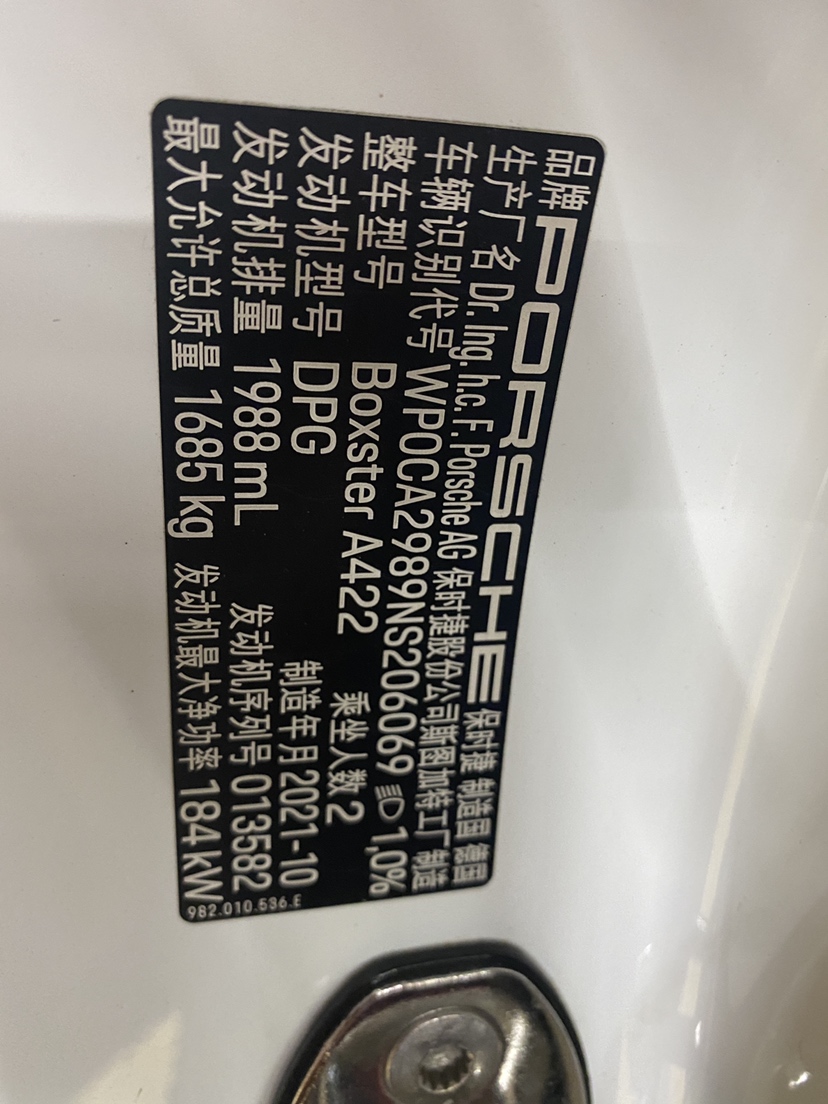 品牌 PORSCHE 保时捷 制造国 德国
生产厂名 Dr. Ing. h.c. F. Porsche AG 保时捷股份公司斯图加特工厂 制造
车辆识别代号 WP0CA2989NS206069 1,0%
整车型号 Boxster A422 乘坐人数 2
发动机型号 DPG 制造年月 2021-10
发动机排量 1988 mL 发动机序列号 013582
最大允许总质量 1685 kg 发动机最大净功率 184 kW
982.010.536.E